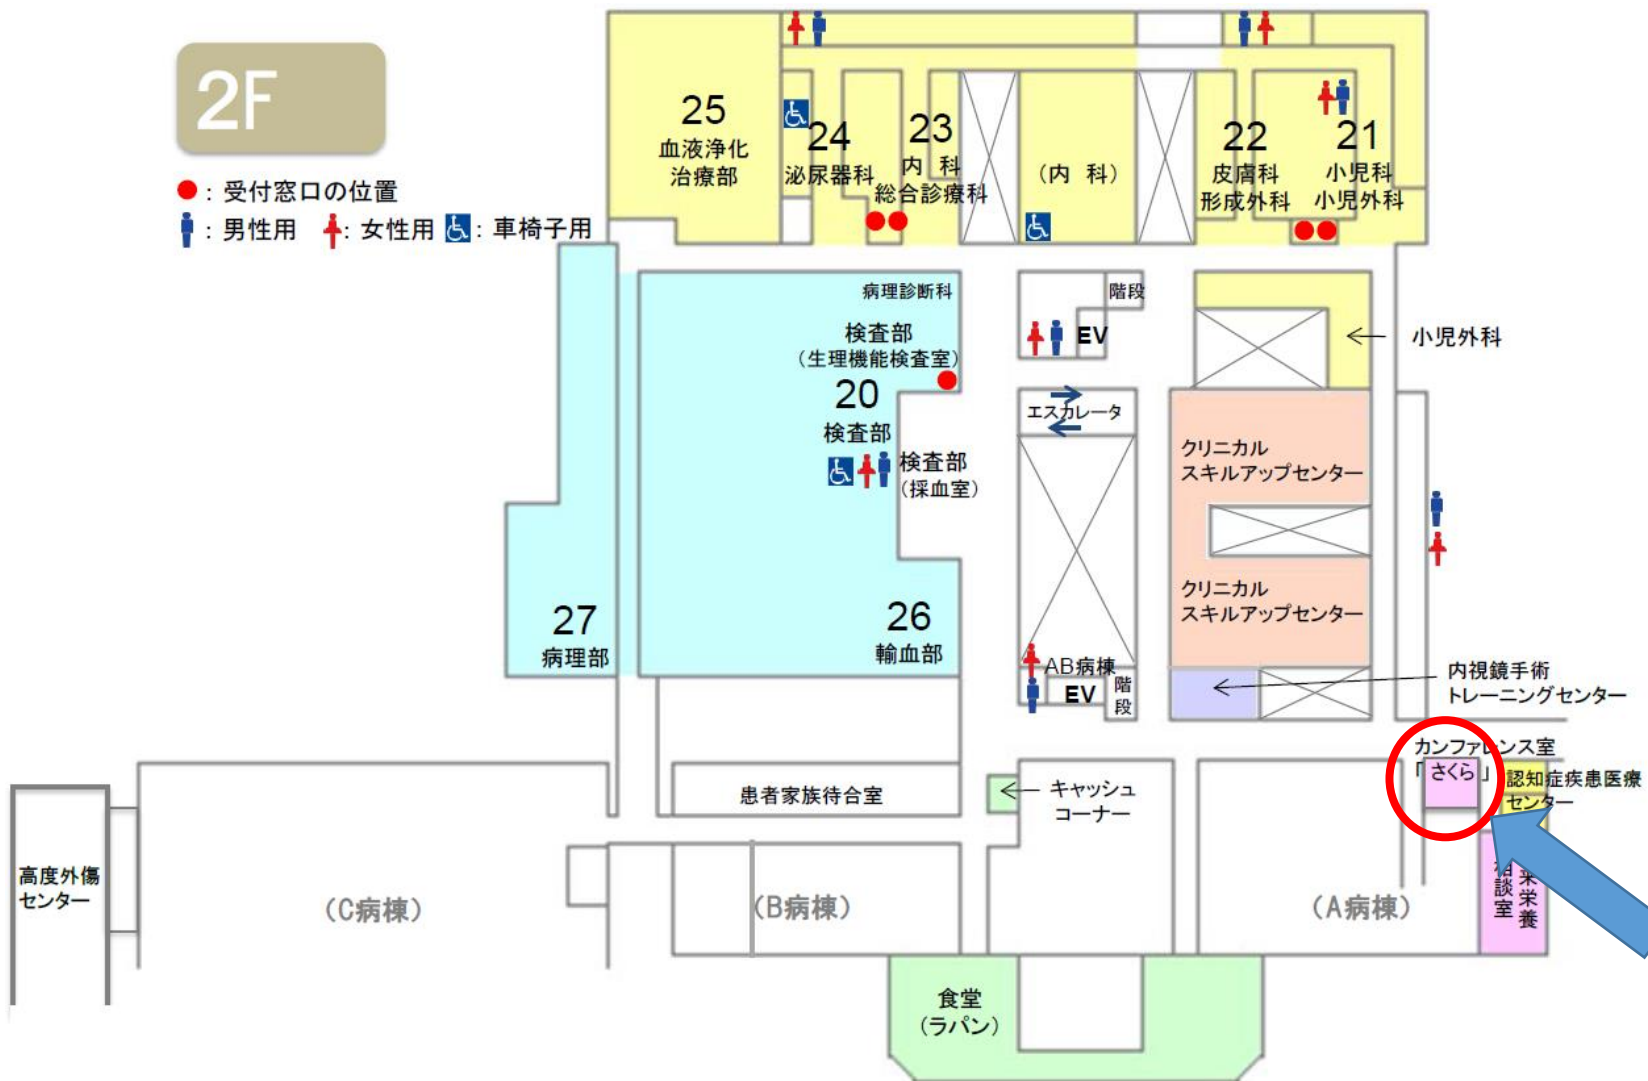 2F
●：受付窓口の位置
：男性用 ：女性用 ：車椅子用
25
血液浄化
治療部
24
泌尿器科
23
内 科
総合診療科
（内 科）
22
皮膚科
形成外科
21
小児科
小児外科
病理診断科
検査部
（生理機能検査室）
20
検査部
検査部
（採血室）
階段
EV
小児外科
エスカレータ
クリニカル
スキルアップセンター
クリニカル
スキルアップセンター
27
病理部
26
輸血部
AB病棟
EV
階段
内視鏡手術
トレーニングセンター
カンファレンス室
「さくら」
認知症疾患医療
センター
患者家族待合室
キャッシュ
コーナー
高度外傷
センター
（C病棟）
（B病棟）
（A病棟）
栄養
相談室
食堂
（ラパン）